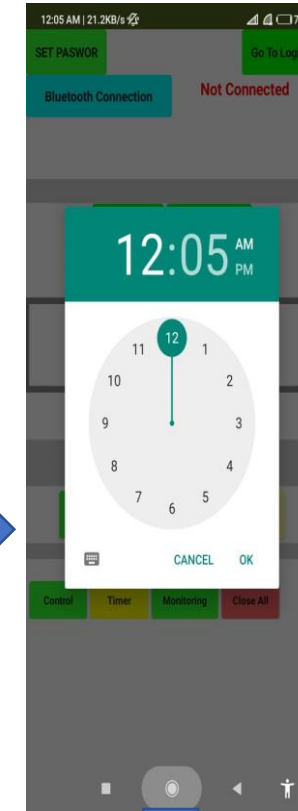 12:05 AM | 21.2KB/s
SET PASWOR
Go To Log
Bluetooth Connection
Not Connected
12:05
AM
PM
12
11
1
10
2
9
3
8
4
7
5
6
CANCEL
OK
Control
Timer
Monitoring
Close All